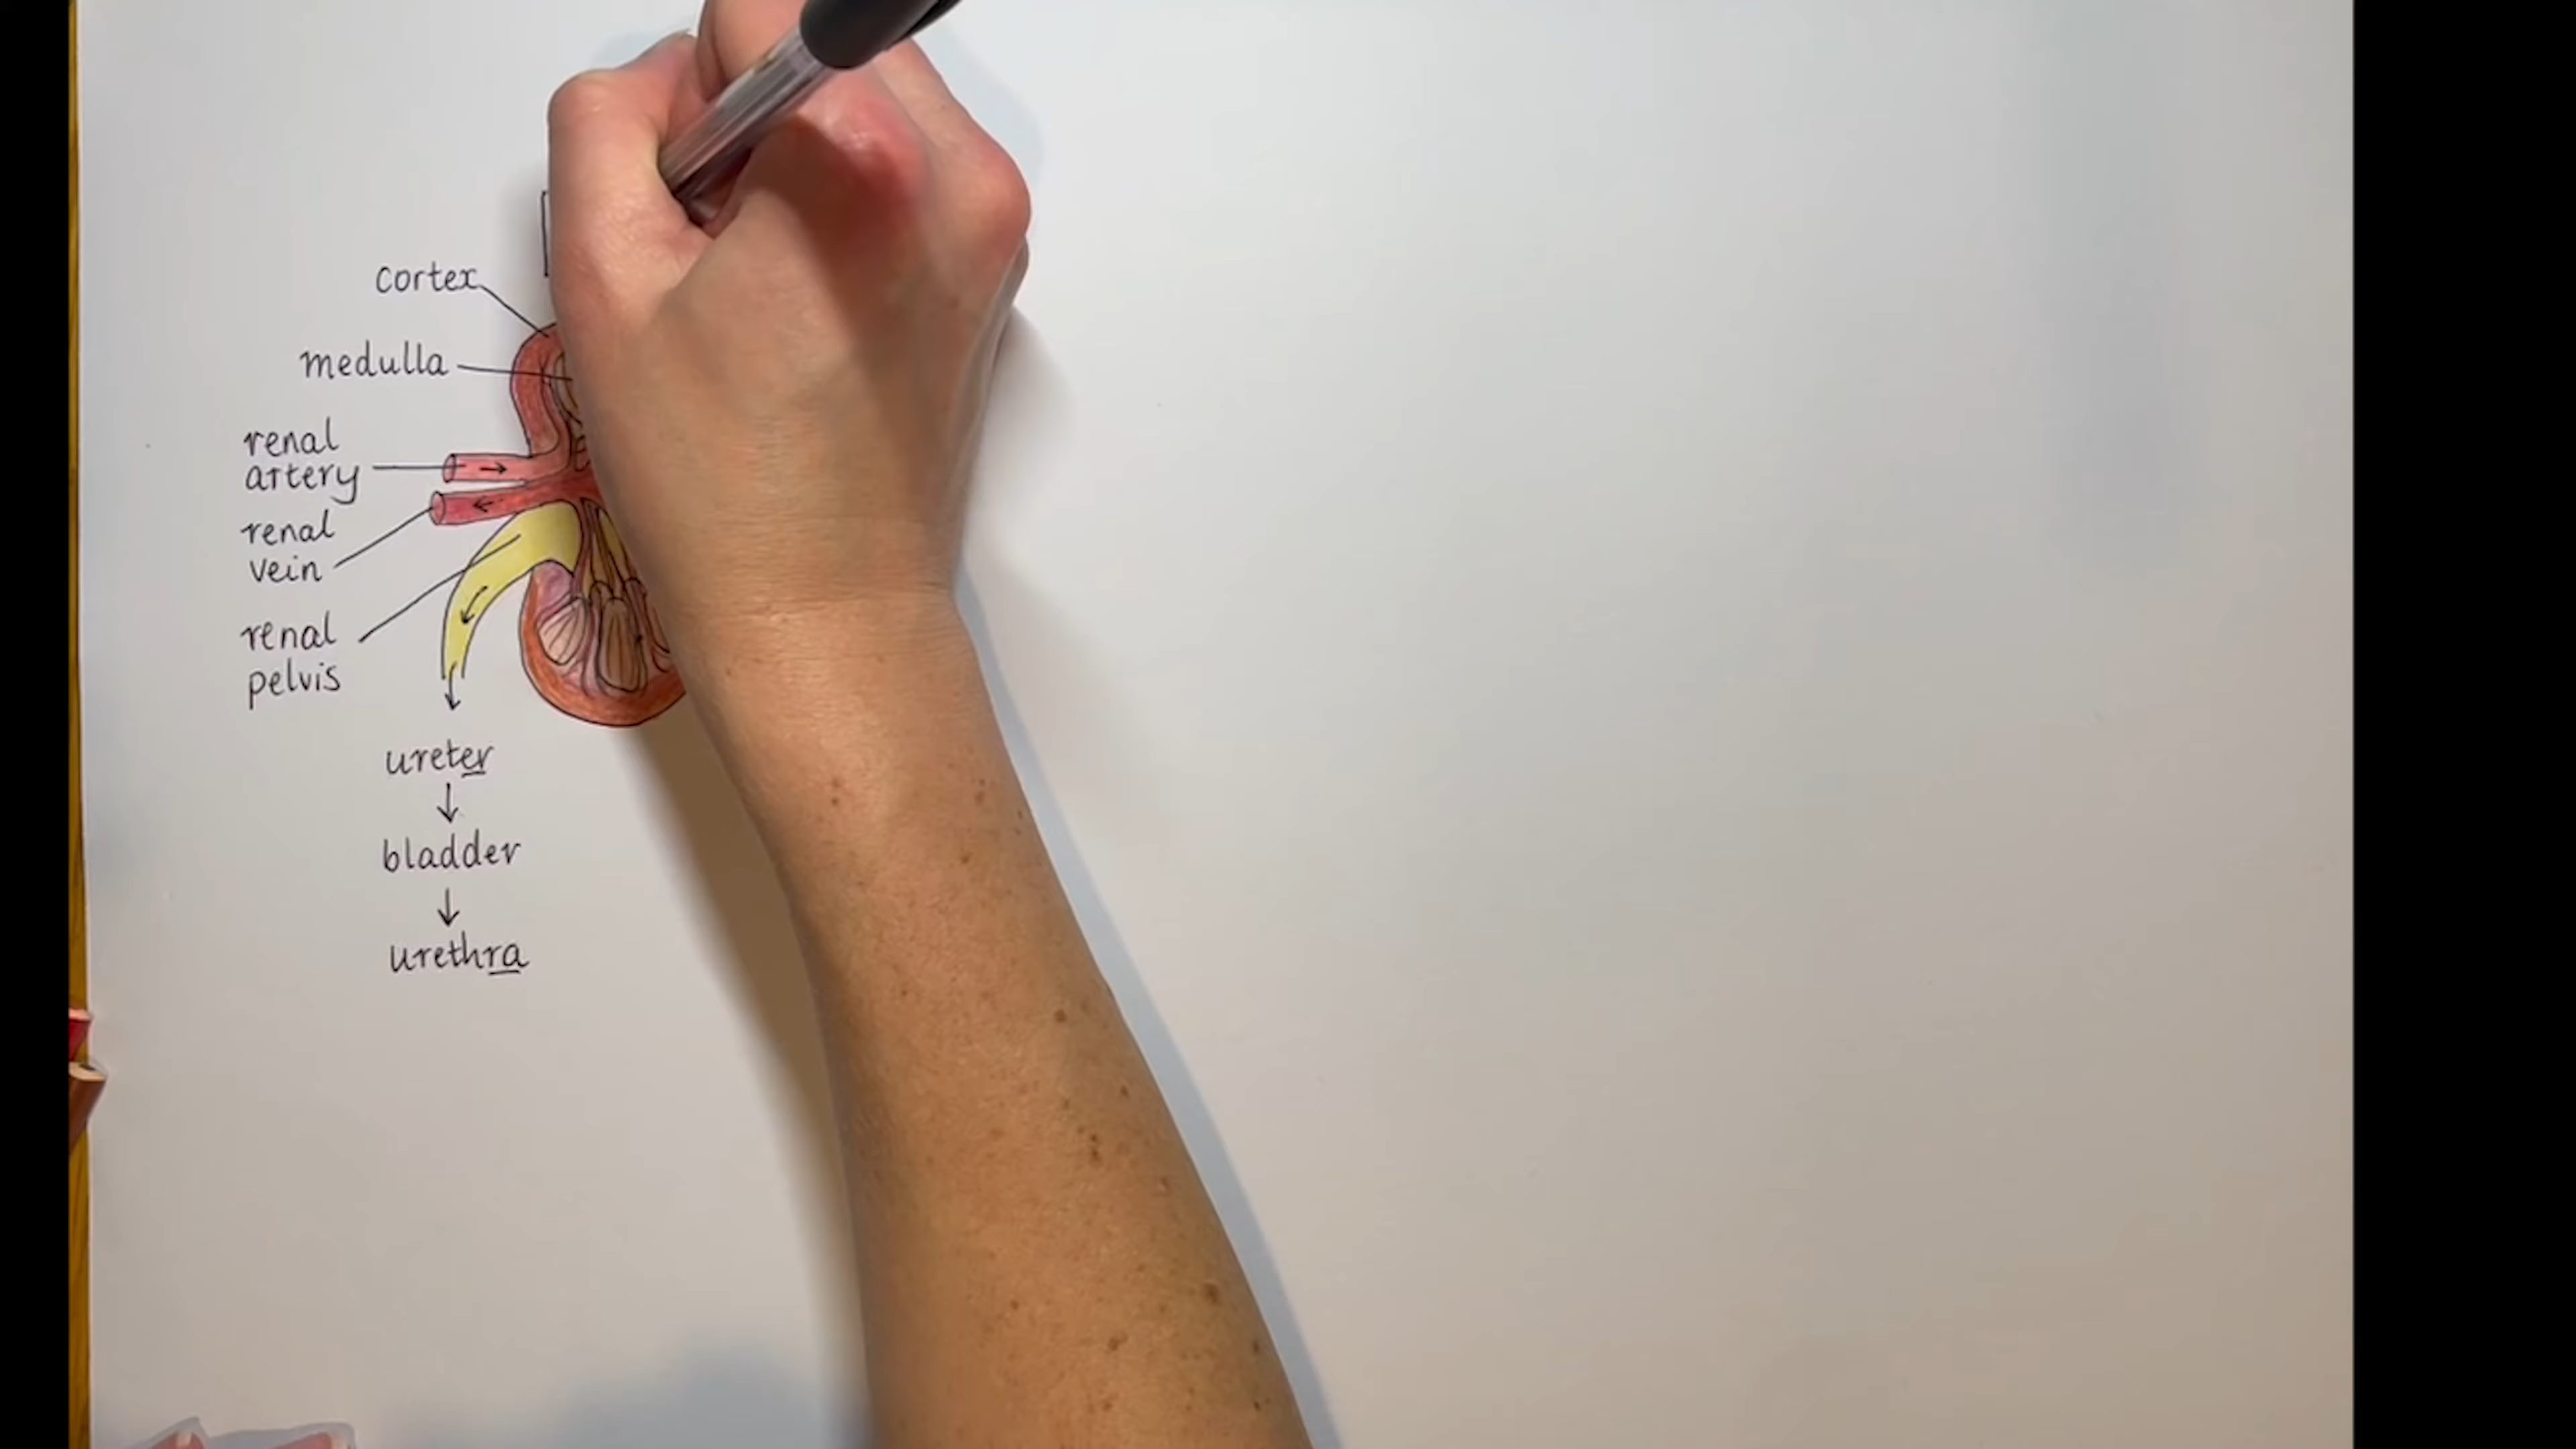 cortex
medulla
renal
artery
renal
vein
renal
pelvis
ureter
bladder
urethra